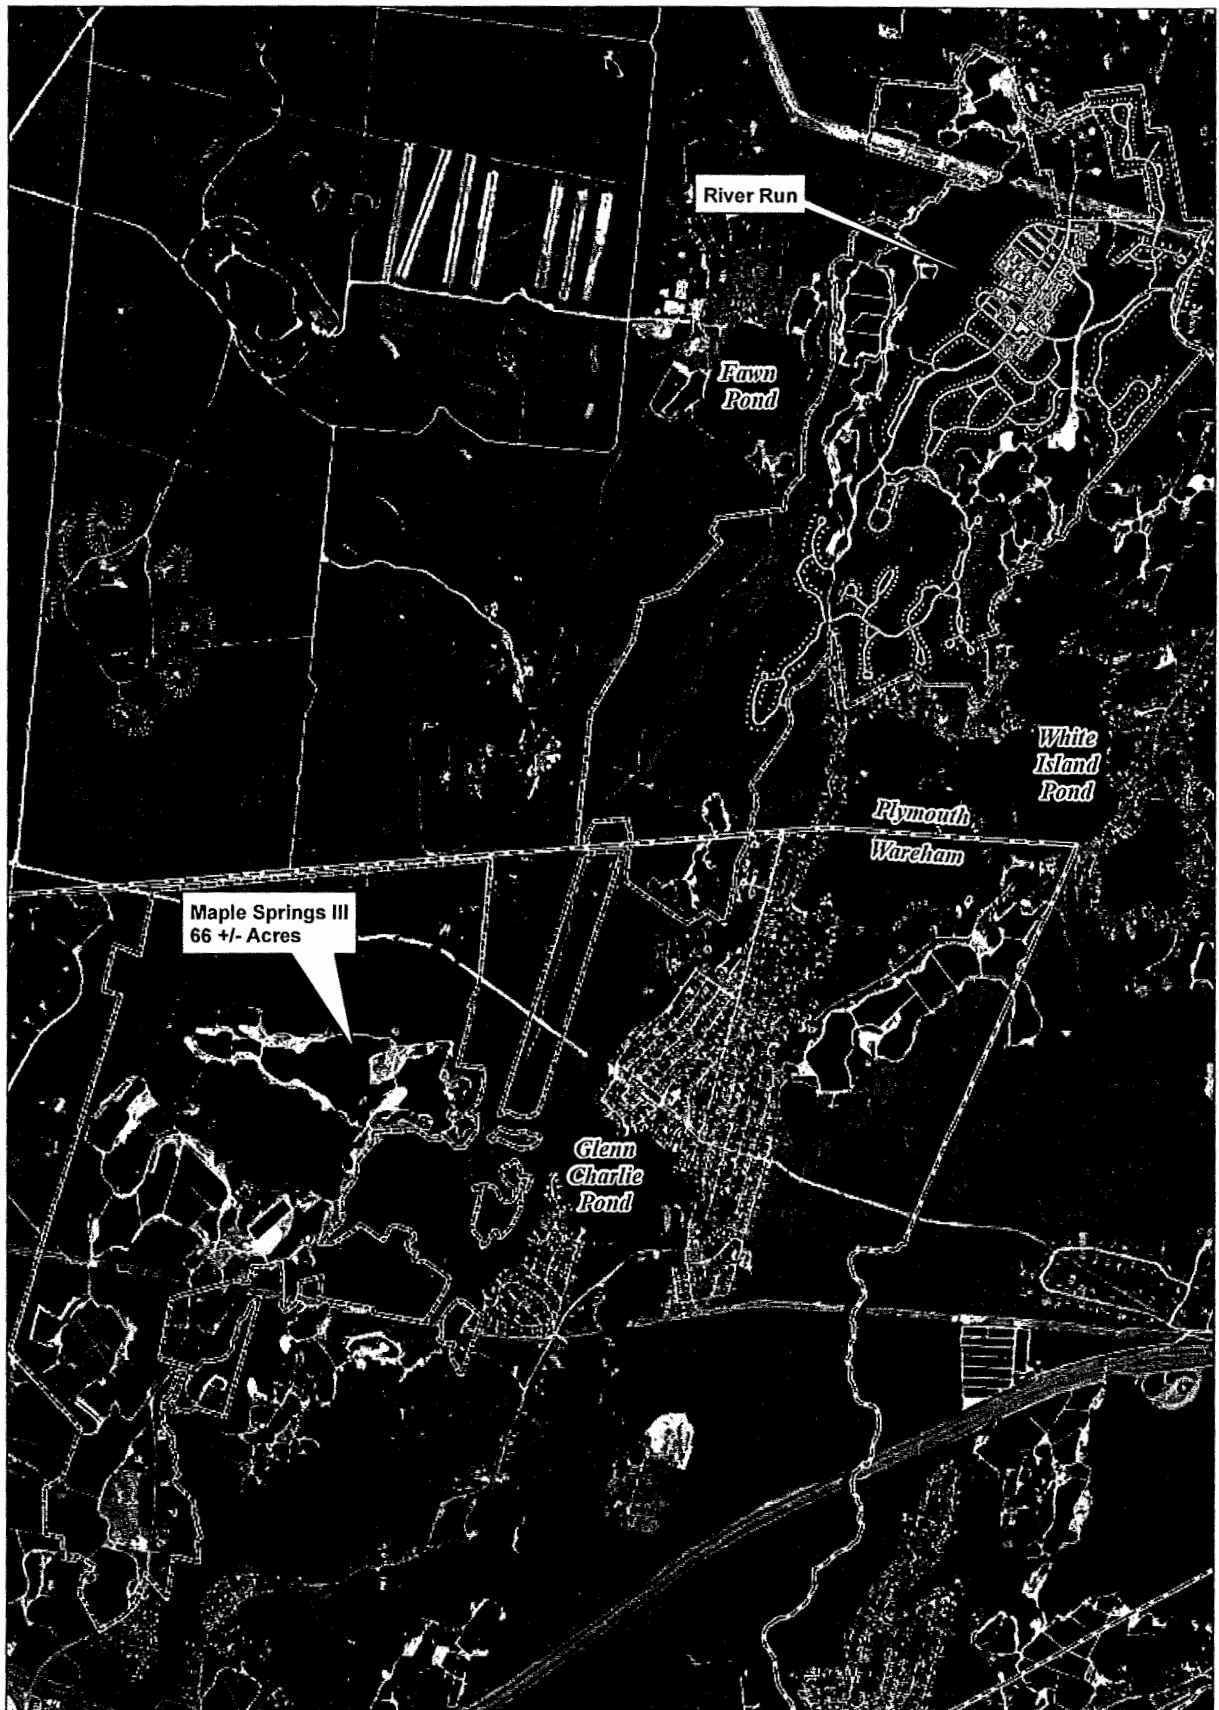 River Run
Fawn
Pond
White
Island
Pond
Plymouth
Wareham
Maple Springs III
66 +/- Acres
Glenn
Charlie
Pond